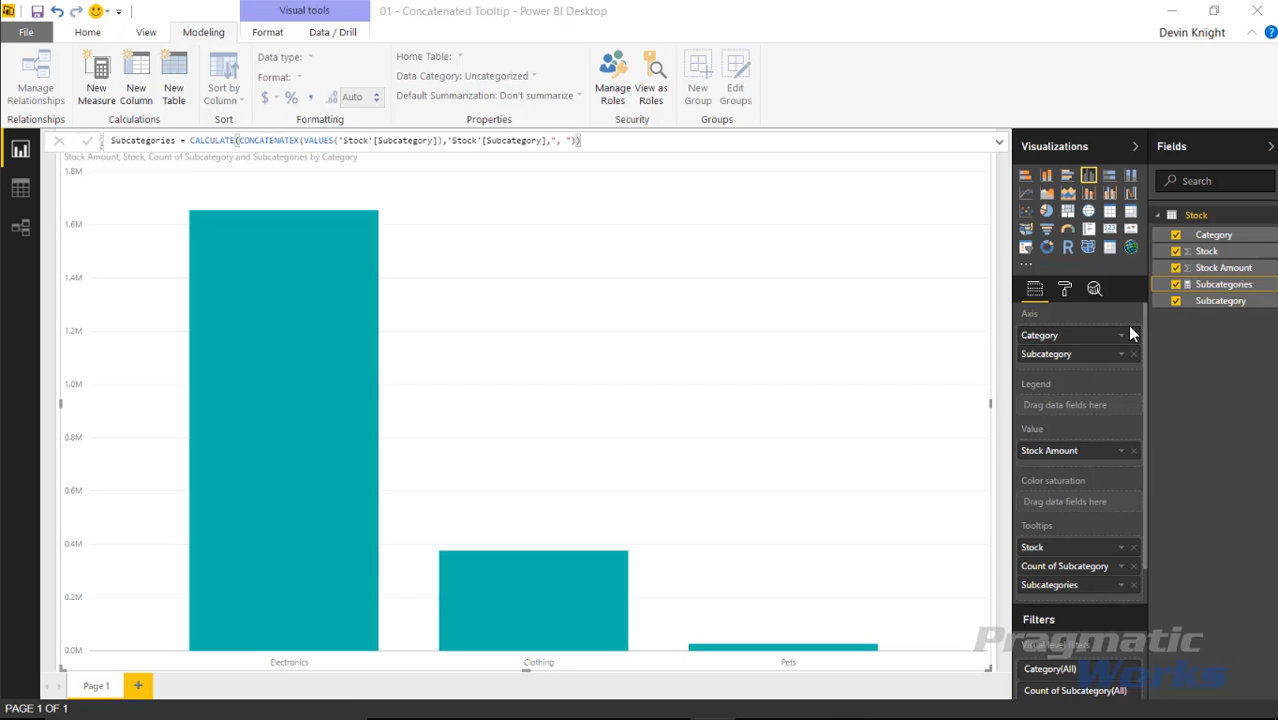 Visual tools
01 - Concatenated Tooltip - Power BI Desktop
File
Home
View
Modeling
Format
Data / Drill
Devin Knight
Manage Relationships
Relationships
New Measure
New Column
New Table
Calculations
Sort by Column
Sort
Data type:
Format:
$ % , .00 Auto
Formatting
Home Table:
Data Category: Uncategorized
Default Summarization: Don't summarize
Properties
Manage Roles
View as Roles
Security
New Group
Edit Groups
Groups
Subcategories = CALCULATE(CONCATENATEX(VALUES('Stock'[Subcategory]),'Stock'[Subcategory],", "))
Stock Amount, Stock, Count of Subcategory and Subcategories by Category
1.8M
1.6M
1.4M
1.2M
1.0M
0.8M
0.6M
0.4M
0.2M
0.0M
Electronics
Clothing
Pets
Visualizations
R
Axis
Category
Subcategory
Legend
Drag data fields here
Value
Stock Amount
Color saturation
Drag data fields here
Tooltips
Stock
Count of Subcategory
Subcategories
Filters
Visual level filters
Category(All)
Count of Subcategory(All)
Fields
Search
Stock
Category
Stock
Stock Amount
Subcategories
Subcategory
Pragmatic
Works
Page 1
PAGE 1 OF 1